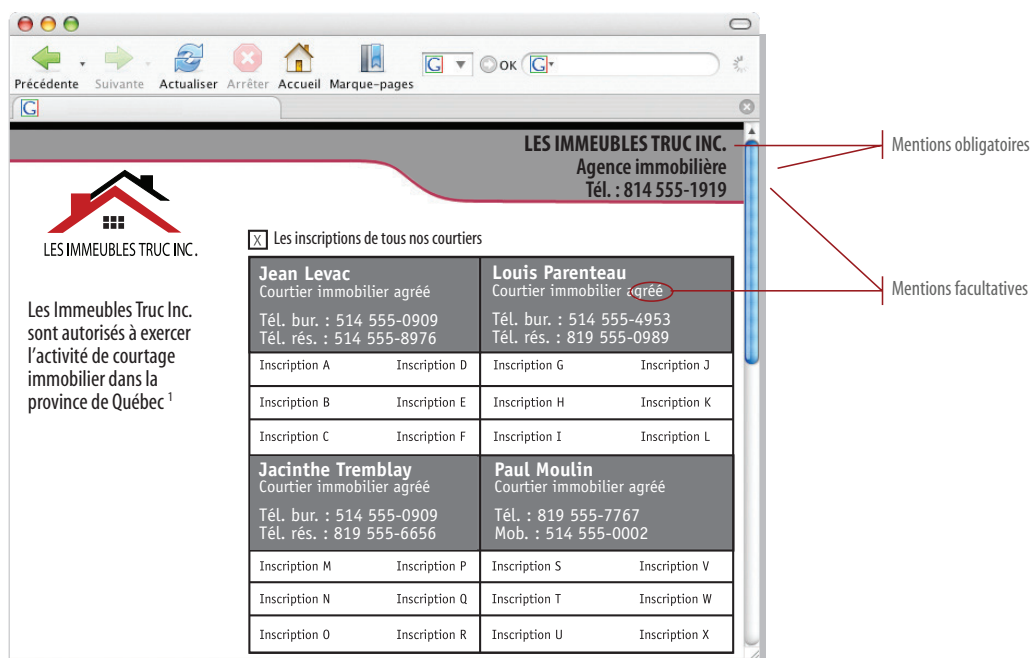 Précédente Suivante Actualiser Arrêter Accueil Marque-pages
G OK G
G
LES IMMEUBLES TRUC INC.
Agence immobilière
Tél. : 814 555-1919
Mentions obligatoires
LES IMMEUBLES TRUC INC.
X Les inscriptions de tous nos courtiers
Les Immeubles Truc Inc.
sont autorisés à exercer
l'activité de courtage
immobilier dans la
province de Québec 1
Jean Levac
Courtier immobilier agréé
Tél. bur. : 514 555-0909
Tél. rés. : 514 555-8976
Louis Parenteau
Courtier immobilier agréé
Tél. bur. : 514 555-4953
Tél. rés. : 819 555-0989
Mentions facultatives
Inscription A Inscription D Inscription G Inscription J
Inscription B Inscription E Inscription H Inscription K
Inscription C Inscription F Inscription I Inscription L
Jacinthe Tremblay
Courtier immobilier agréé
Tél. bur. : 514 555-0909
Tél. rés. : 819 555-6656
Paul Moulin
Courtier immobilier agréé
Tél. : 819 555-7767
Mob. : 514 555-0002
Inscription M Inscription P Inscription S Inscription V
Inscription N Inscription Q Inscription T Inscription W
Inscription O Inscription R Inscription U Inscription X